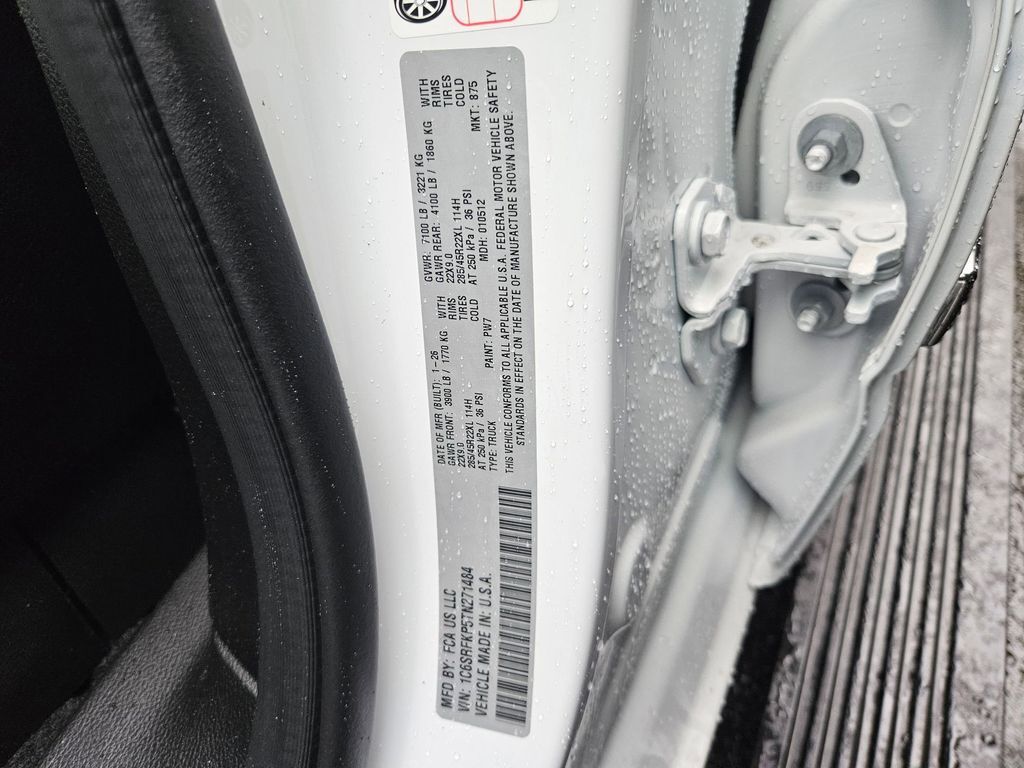 MFD BY: FCA US LLC
VIN: 1C6SRFKP5TN271484
VEHICLE MADE IN: U.S.A.
DATE OF MFR (BUILT): 1-26
GAWR FRONT: 3900 LB / 1770 KG WITH
22X9.0 RIMS
285/45R22XL 114H TIRES
AT 250 kPa / 36 PSI COLD
TYPE: TRUCK PAINT: PW7
GVWR: 7100 LB / 3221 KG
GAWR REAR: 4100 LB / 1860 KG WITH
22X9.0 RIMS
285/45R22XL 114H TIRES
AT 250 kPa / 36 PSI COLD
MDH: 010512 MKT: 875
THIS VEHICLE CONFORMS TO ALL APPLICABLE U.S.A. FEDERAL MOTOR VEHICLE SAFETY
STANDARDS IN EFFECT ON THE DATE OF MANUFACTURE SHOWN ABOVE.